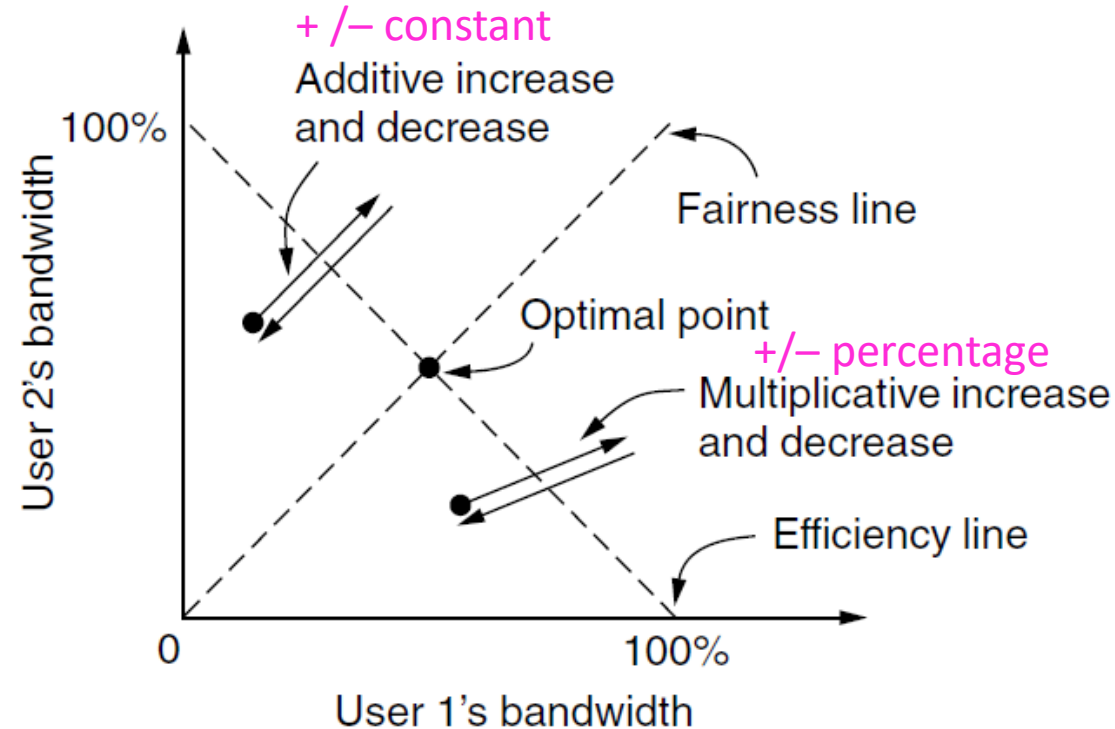 + /– constant
Additive increase
and decrease
100%
Fairness line
User 2's bandwidth
Optimal point
+/– percentage
Multiplicative increase
and decrease
Efficiency line
0
100%
User 1's bandwidth